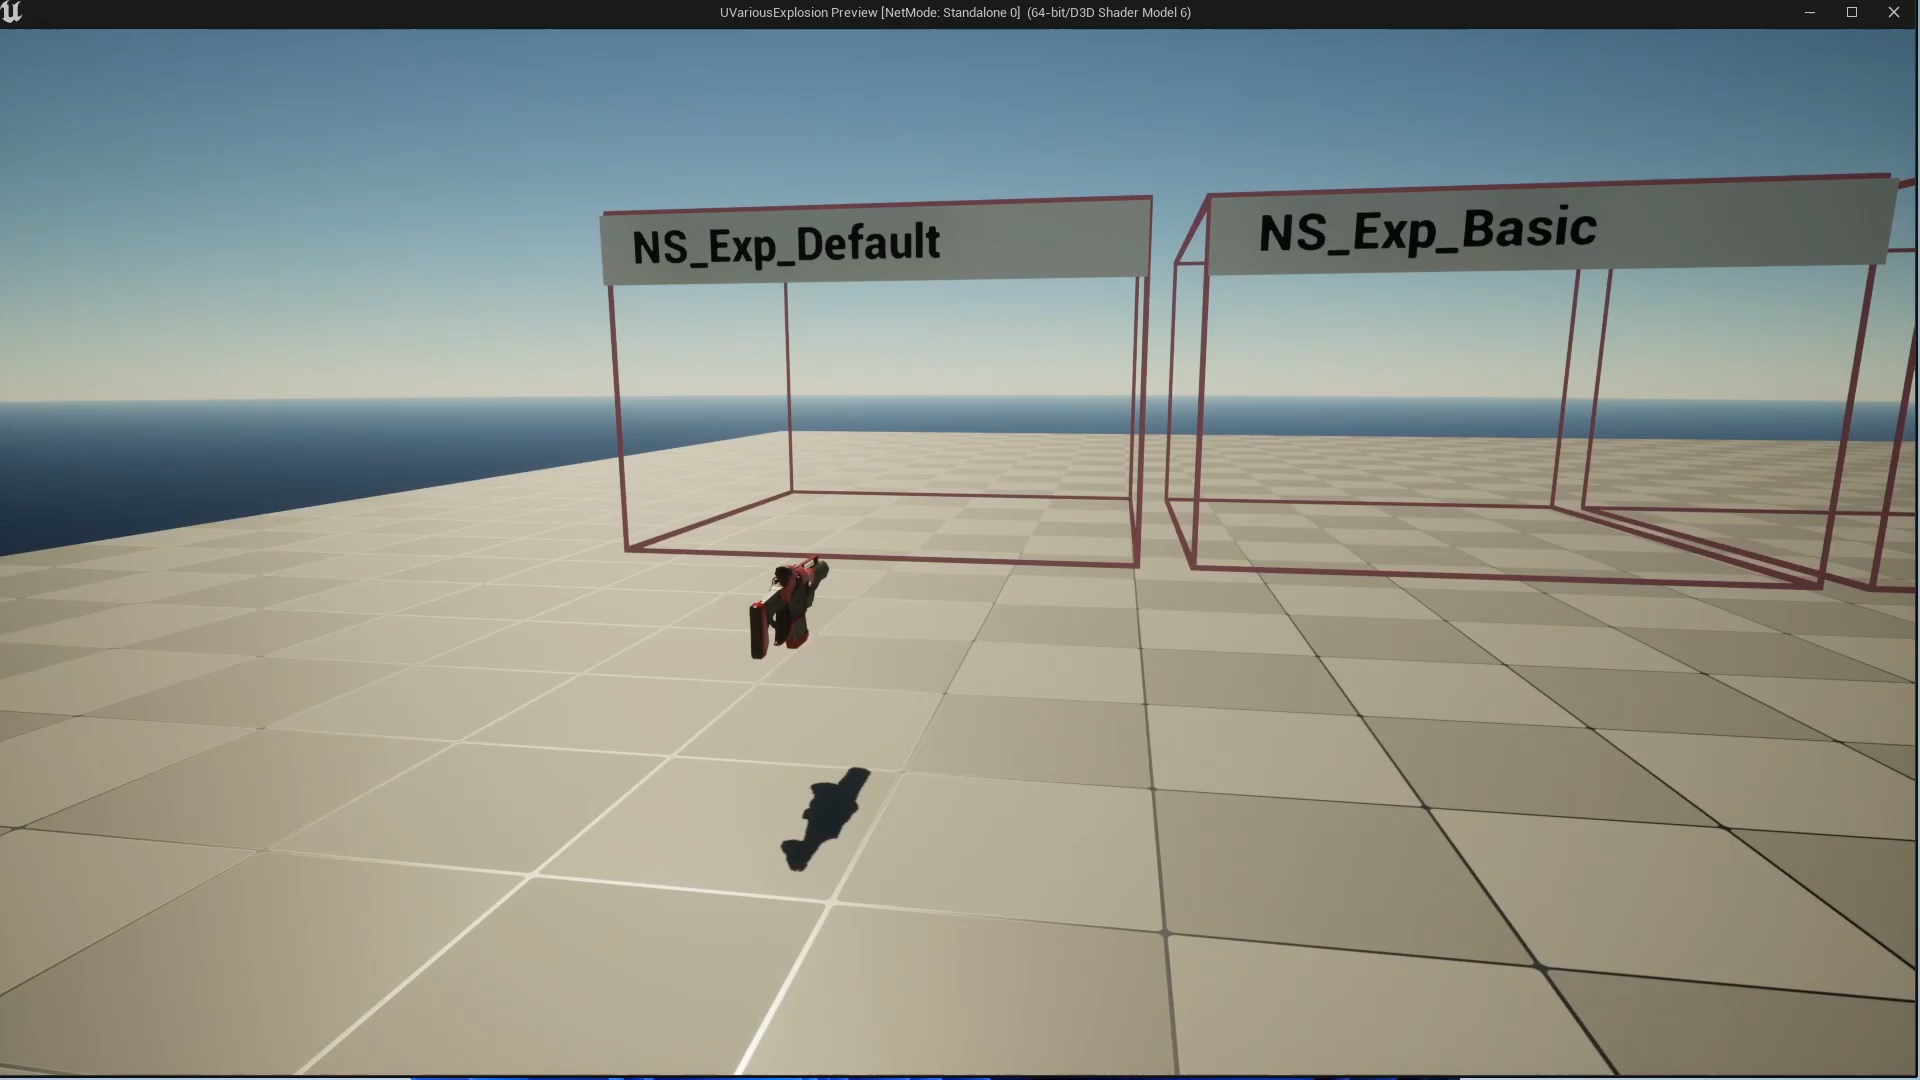 UVariousExplosion Preview [NetMode: Standalone 0]  (64-bit/D3D Shader Model 6)
NS_Exp_Default
NS_Exp_Basic